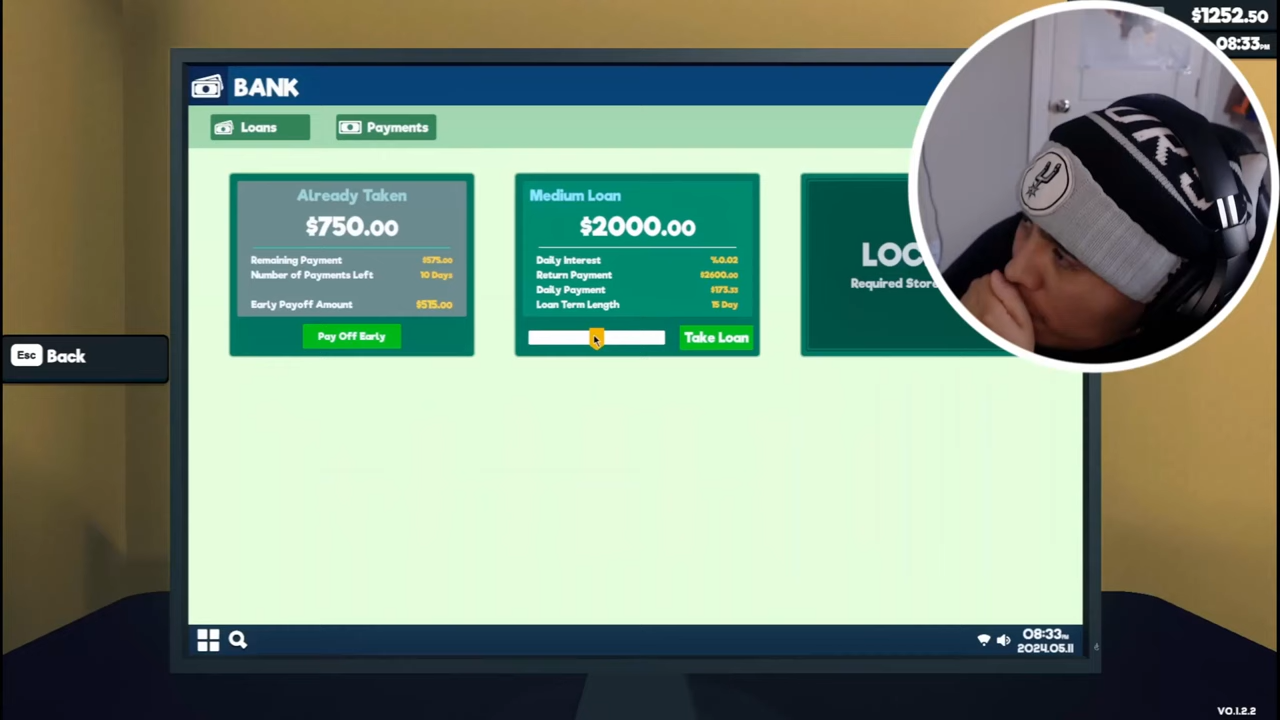 $1252.50
08:33PM
BANK
Loans
Payments
Already Taken
$750.00
Remaining Payment $575.00
Number of Payments Left 10 Days
Early Payoff Amount $515.00
Pay Off Early
Medium Loan
$2000.00
Daily Interest %0.02
Return Payment $2600.00
Daily Payment $173.33
Loan Term Length 15 Day
Take Loan
Required Store
Esc Back
08:33PM
2024.05.11
V0.1.2.2